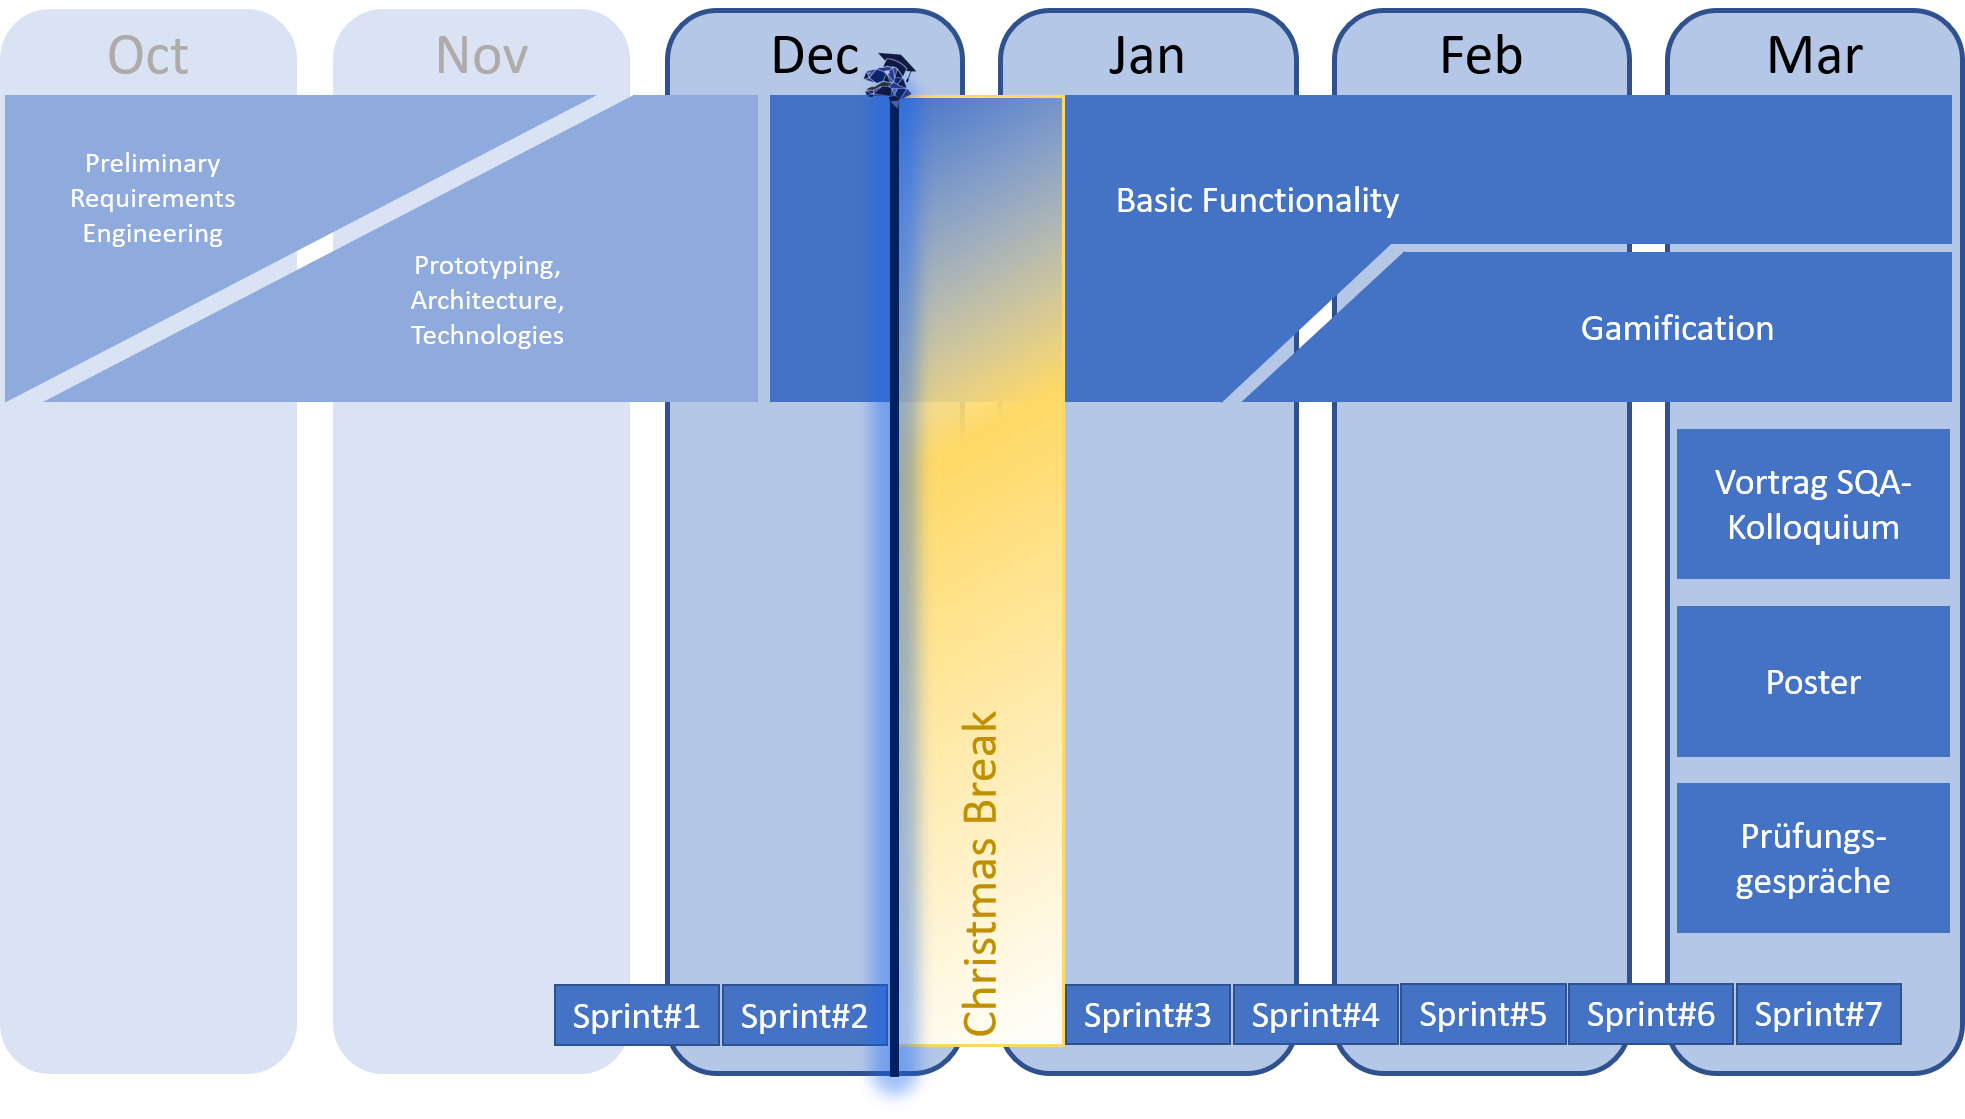 Oct
Nov
Dec
Jan
Feb
Mar
Preliminary
Requirements
Engineering
Prototyping,
Architecture,
Technologies
Basic Functionality
Gamification
Vortrag SQA-
Kolloquium
Poster
Prüfungs-
gespräche
Christmas Break
Sprint#1
Sprint#2
Sprint#3
Sprint#4
Sprint#5
Sprint#6
Sprint#7